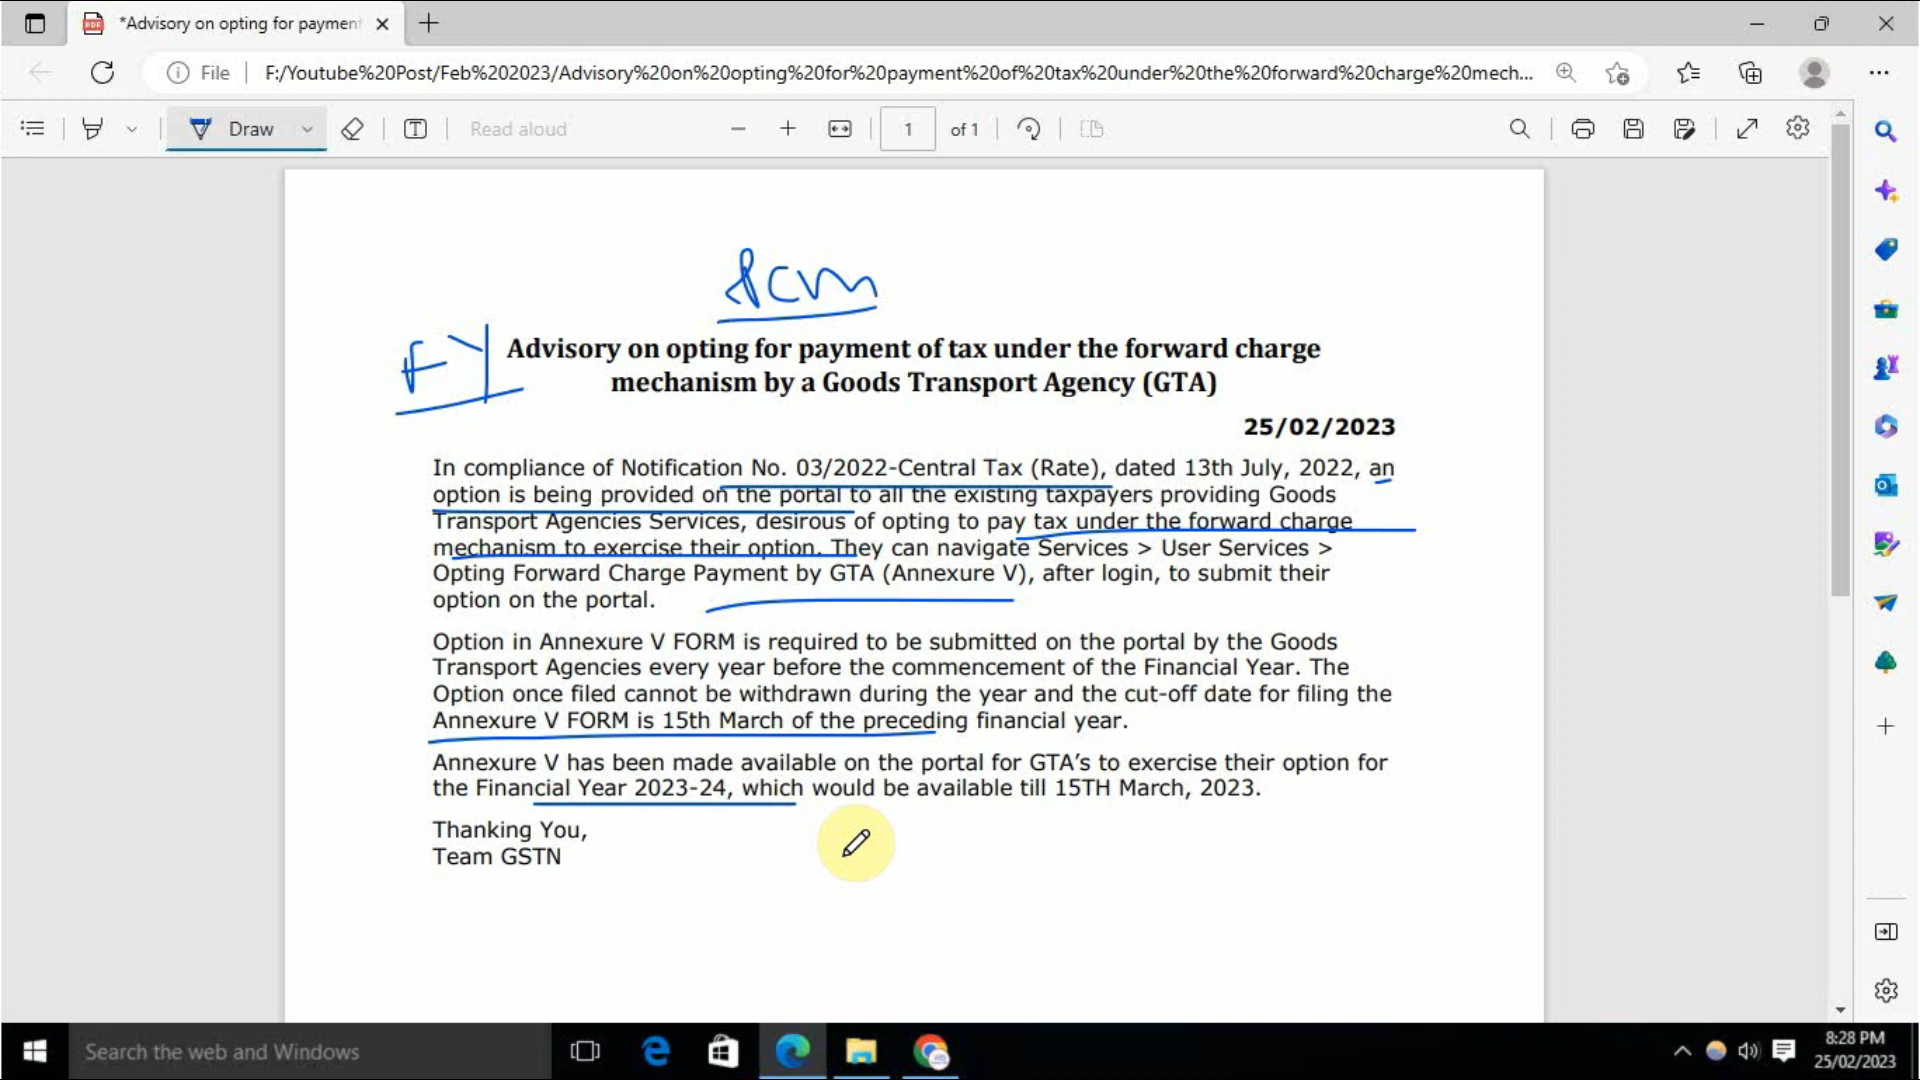 *Advisory on opting for payment
File
F:/Youtube%20Post/Feb%202023/Advisory%20on%20opting%20for%20payment%20of%20tax%20under%20the%20forward%20charge%20mech...
Draw
Read aloud
1
of 1
RCM
FY
Advisory on opting for payment of tax under the forward charge
mechanism by a Goods Transport Agency (GTA)
25/02/2023
In compliance of Notification No. 03/2022-Central Tax (Rate), dated 13th July, 2022, an
option is being provided on the portal to all the existing taxpayers providing Goods
Transport Agencies Services, desirous of opting to pay tax under the forward charge
mechanism to exercise their option. They can navigate Services > User Services >
Opting Forward Charge Payment by GTA (Annexure V), after login, to submit their
option on the portal.
Option in Annexure V FORM is required to be submitted on the portal by the Goods
Transport Agencies every year before the commencement of the Financial Year. The
Option once filed cannot be withdrawn during the year and the cut-off date for filing the
Annexure V FORM is 15th March of the preceding financial year.
Annexure V has been made available on the portal for GTA's to exercise their option for
the Financial Year 2023-24, which would be available till 15TH March, 2023.
Thanking You,
Team GSTN
Search the web and Windows
8:28 PM
25/02/2023